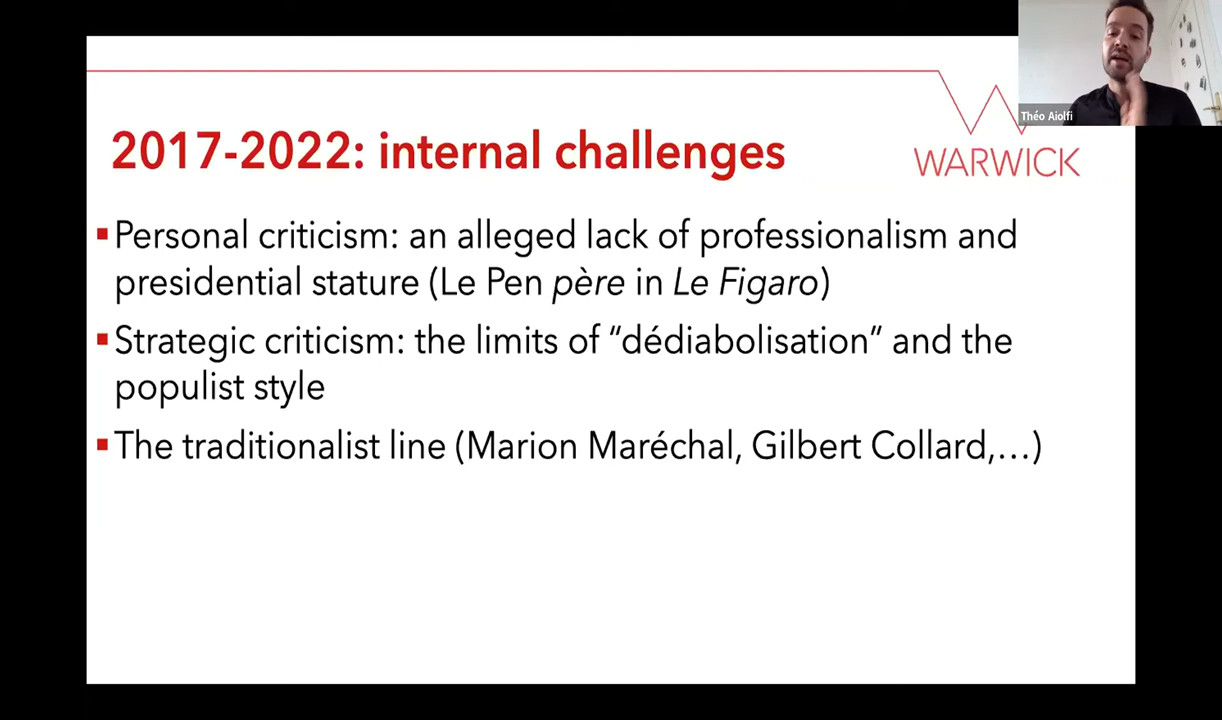 Théo Aiolfi
WARWICK
2017-2022: internal challenges
▪Personal criticism: an alleged lack of professionalism and
presidential stature (Le Pen père in Le Figaro)
▪Strategic criticism: the limits of “dédiabolisation” and the
populist style
▪The traditionalist line (Marion Maréchal, Gilbert Collard,…)